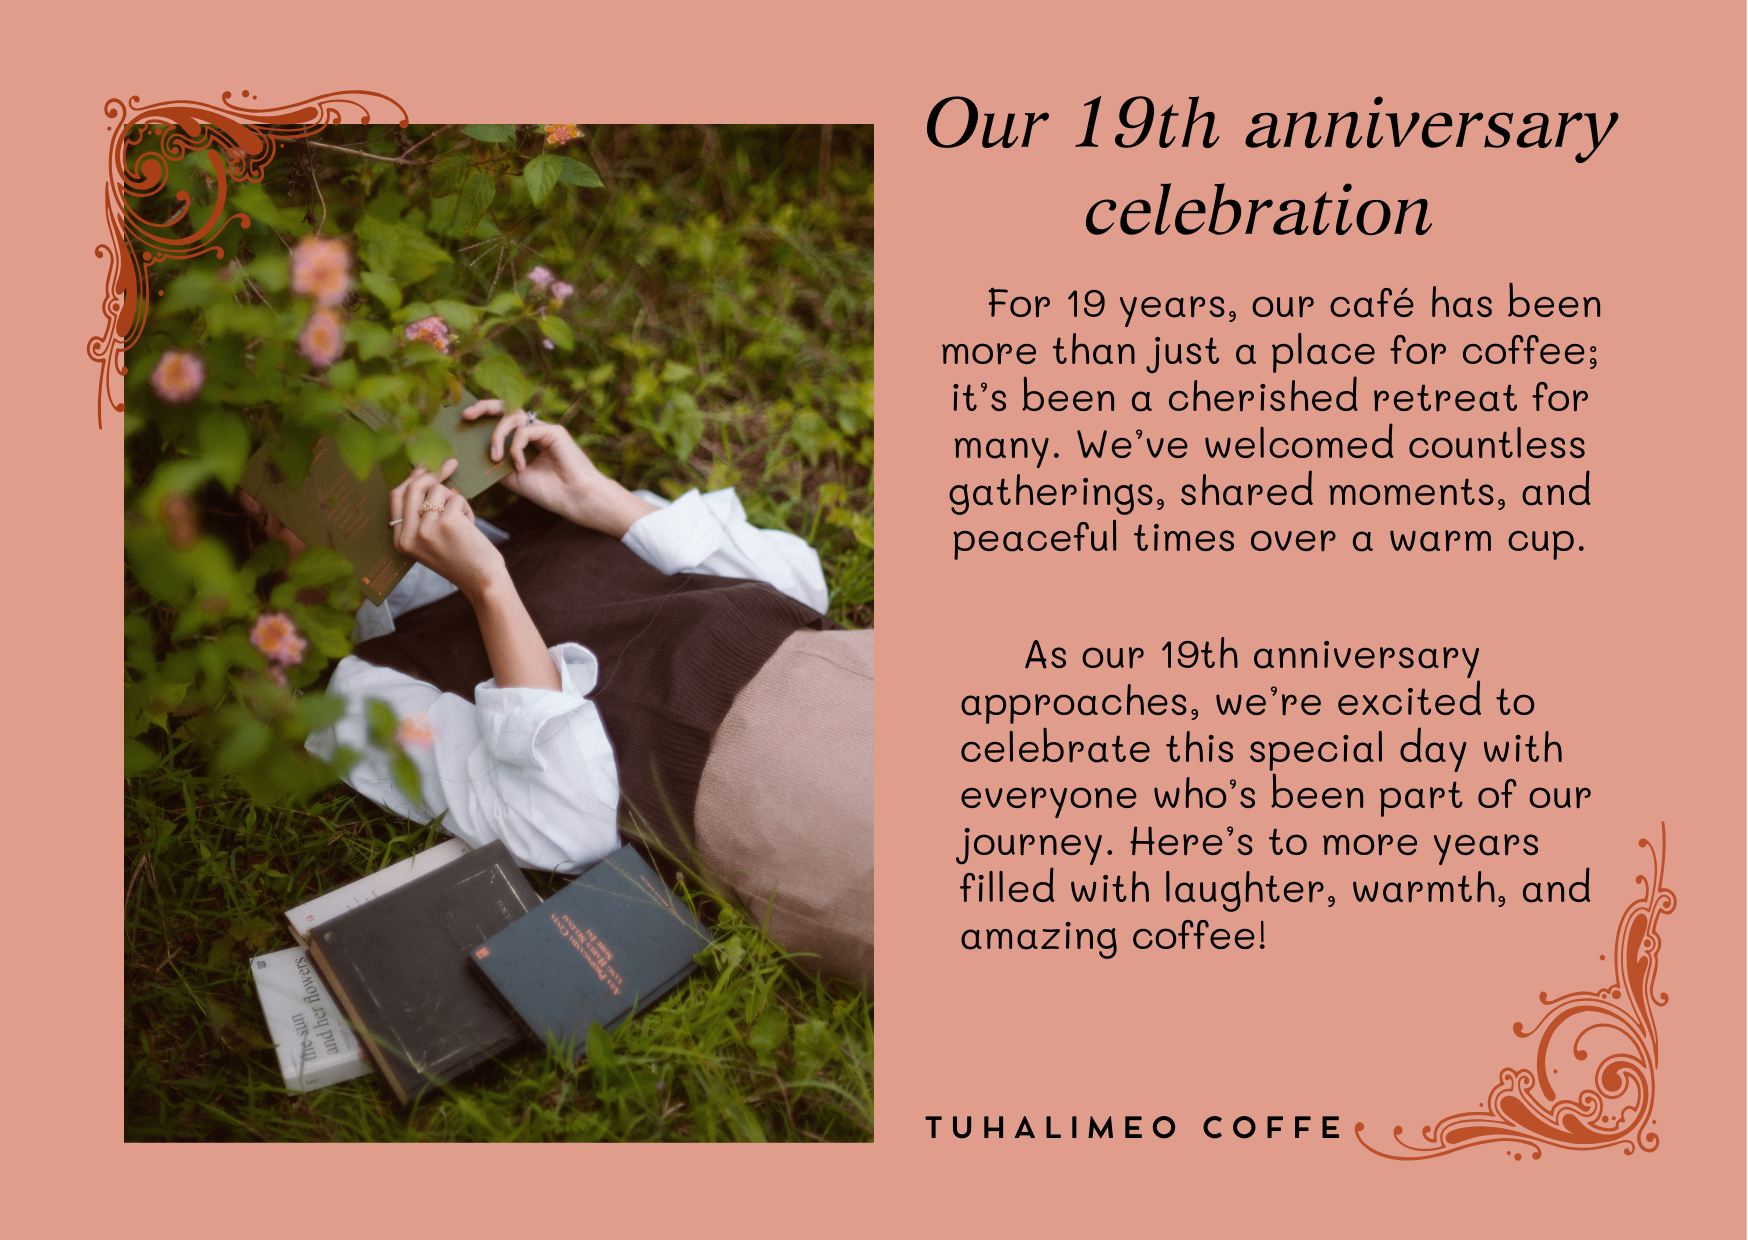 Our 19th anniversary
celebration
For 19 years, our café has been
more than just a place for coffee;
it’s been a cherished retreat for
many. We’ve welcomed countless
gatherings, shared moments, and
peaceful times over a warm cup.
As our 19th anniversary
approaches, we’re excited to
celebrate this special day with
everyone who’s been part of our
journey. Here’s to more years
filled with laughter, warmth, and
amazing coffee!
TUHALIMEO COFFE
the sun
and her flowers